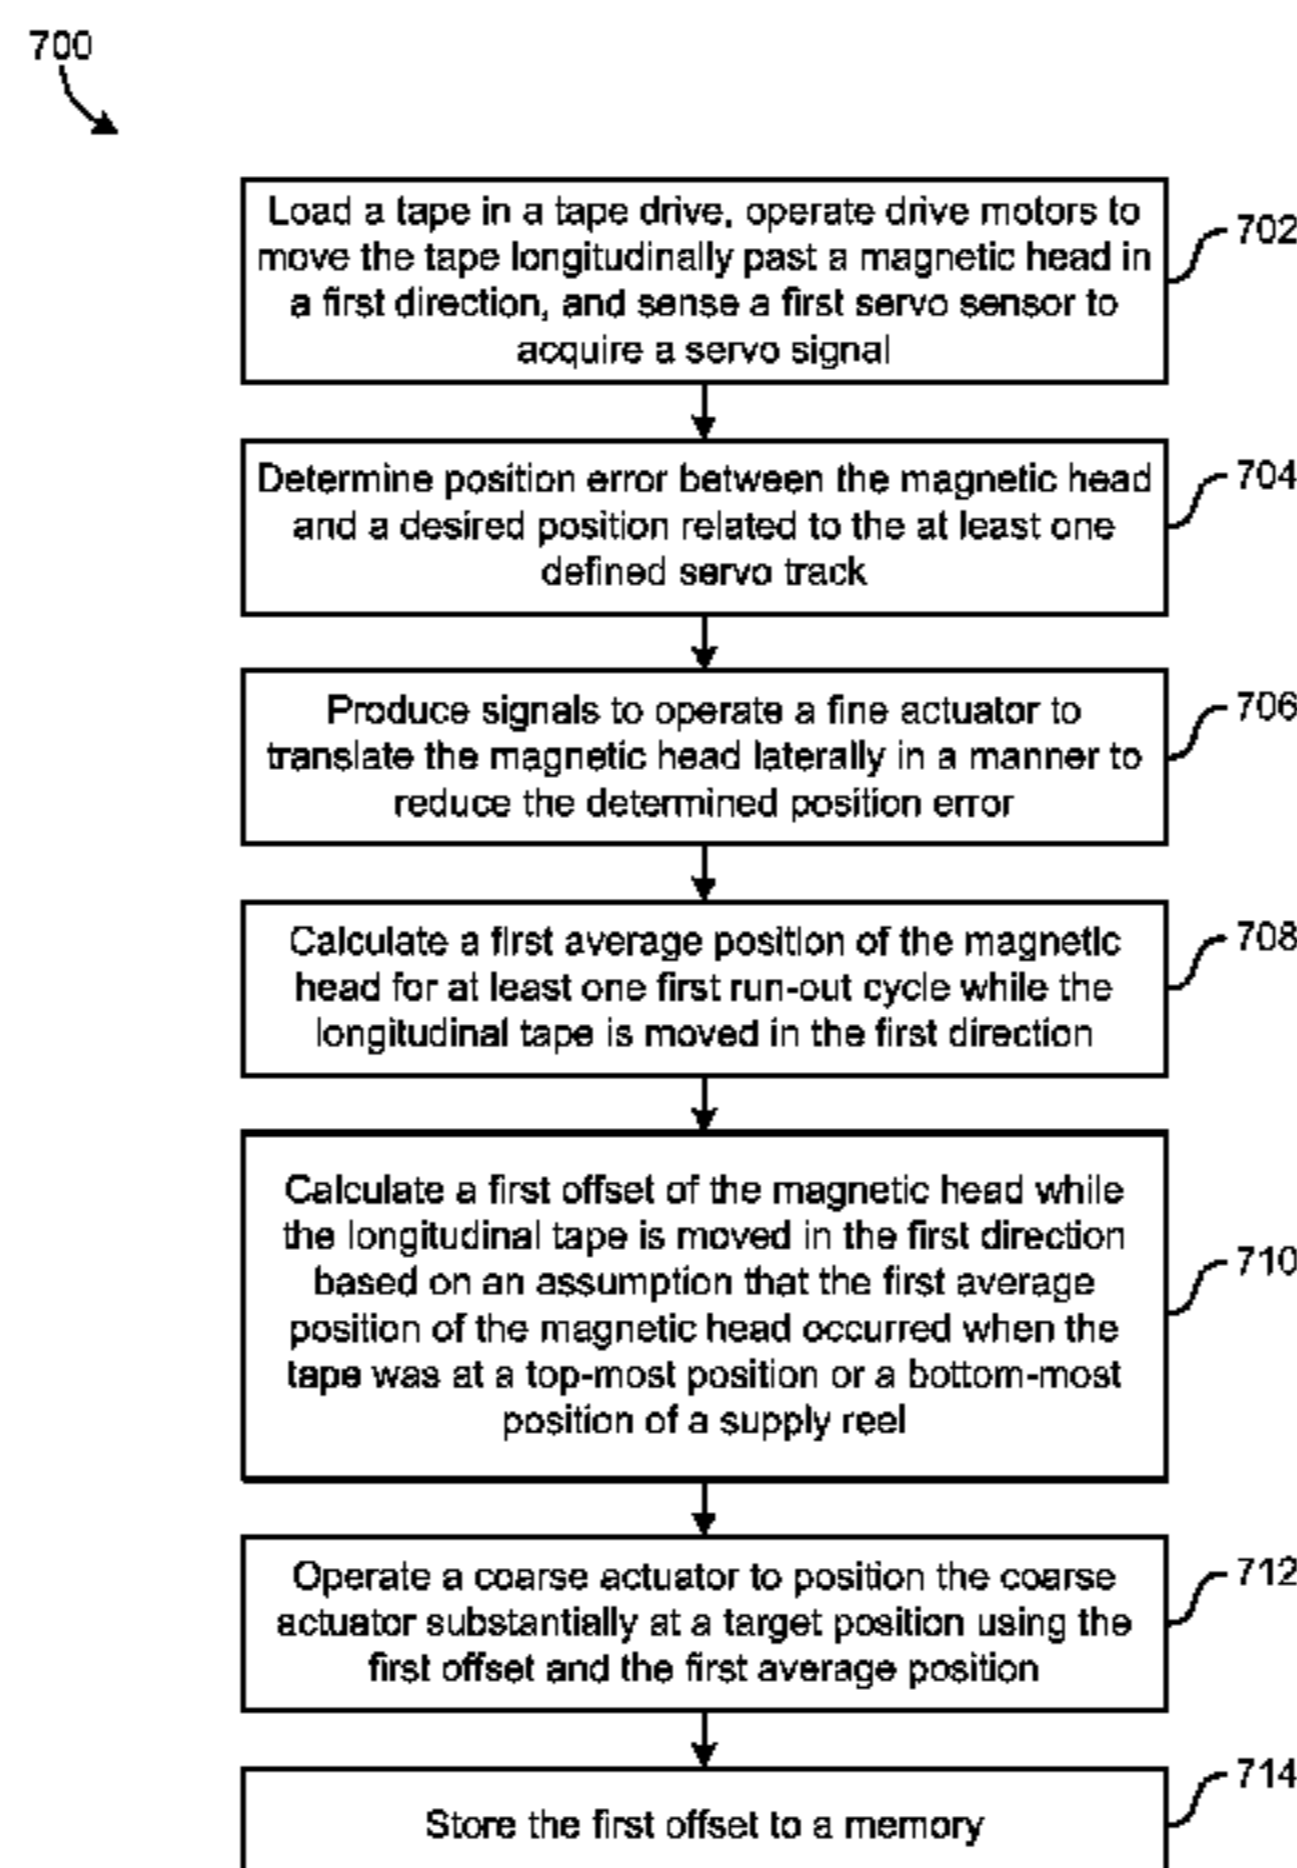 700
Load a tape in a tape drive, operate drive motors to
move the tape longitudinally past a magnetic head in
a first direction, and sense a first servo sensor to
acquire a servo signal
702
Determine position error between the magnetic head
and a desired position related to the at least one
defined servo track
704
Produce signals to operate a fine actuator to
translate the magnetic head laterally in a manner to
reduce the determined position error
706
Calculate a first average position of the magnetic
head for at least one first run-out cycle while the
longitudinal tape is moved in the first direction
708
Calculate a first offset of the magnetic head while
the longitudinal tape is moved in the first direction
based on an assumption that the first average
position of the magnetic head occurred when the
tape was at a top-most position or a bottom-most
position of a supply reel
710
Operate a coarse actuator to position the coarse
actuator substantially at a target position using the
first offset and the first average position
712
Store the first offset to a memory
714